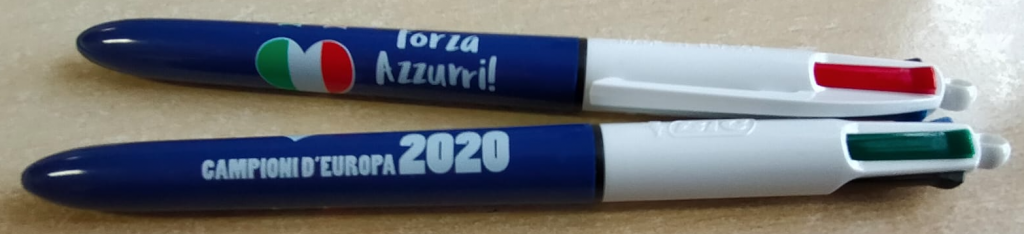 Forza
Azzurri!
CAMPIONI D'EUROPA 2020
BIC